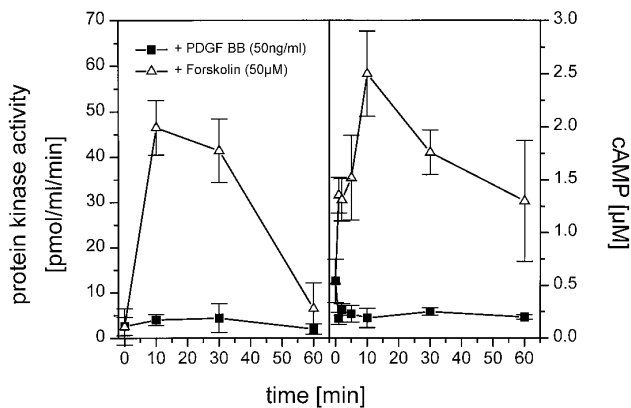 + PDGF BB (50ng/ml)
+ Forskolin (50µM)
protein kinase activity
[pmol/ml/min]
70
60
50
40
30
20
10
0
3.0
2.5
2.0
1.5
1.0
0.5
0.0
cAMP [µM]
0 10 20 30 40 50 60
0 10 20 30 40 50 60
time [min]